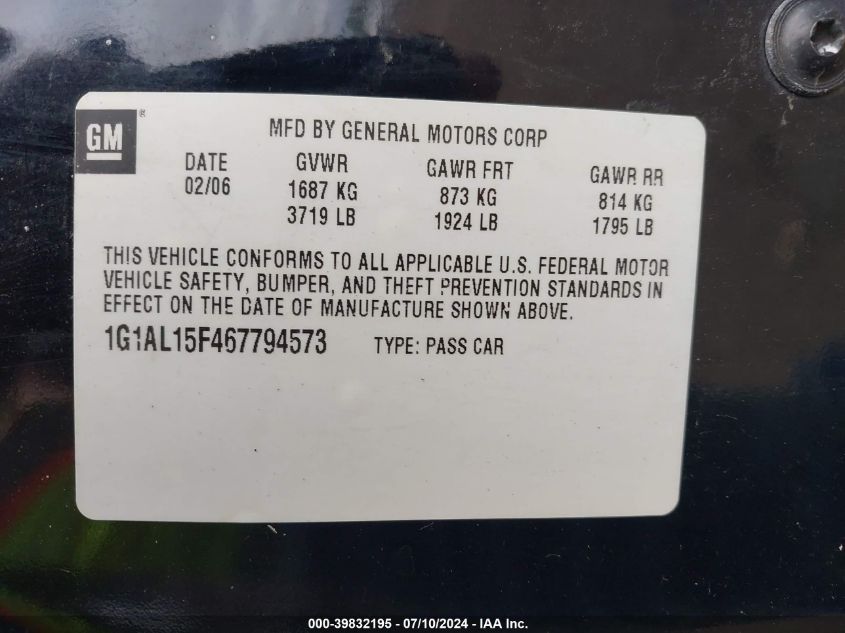 GM ®
MFD BY GENERAL MOTORS CORP
DATE GVWR GAWR FRT GAWR RR
02/06 1687 KG 873 KG 814 KG
3719 LB 1924 LB 1795 LB
THIS VEHICLE CONFORMS TO ALL APPLICABLE U.S. FEDERAL MOTOR
VEHICLE SAFETY, BUMPER, AND THEFT PREVENTION STANDARDS IN
EFFECT ON THE DATE OF MANUFACTURE SHOWN ABOVE.
1G1AL15F467794573 TYPE: PASS CAR
000-39832195 - 07/10/2024 - IAA Inc.